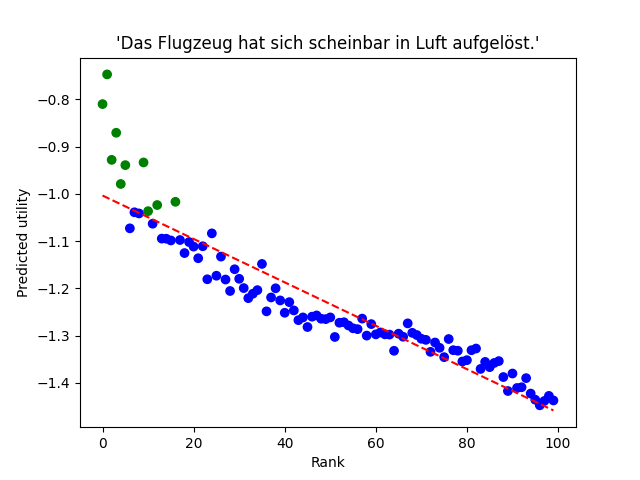 'Das Flugzeug hat sich scheinbar in Luft aufgelöst.'
−0.8
−0.9
−1.0
−1.1
−1.2
−1.3
−1.4
Predicted utility
0 20 40 60 80 100
Rank